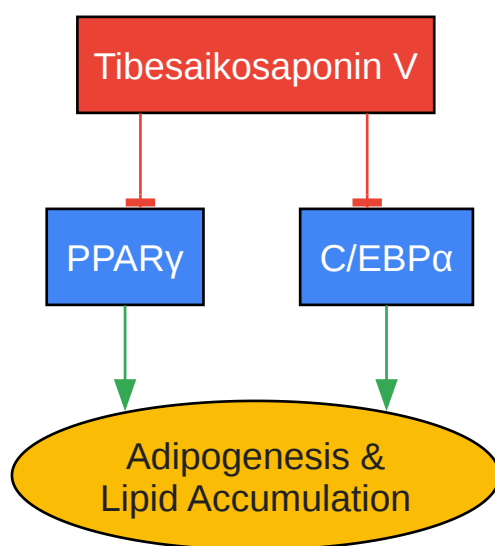 Tibesaikosaponin V
PPARγ
C/EBPα
Adipogenesis &
Lipid Accumulation